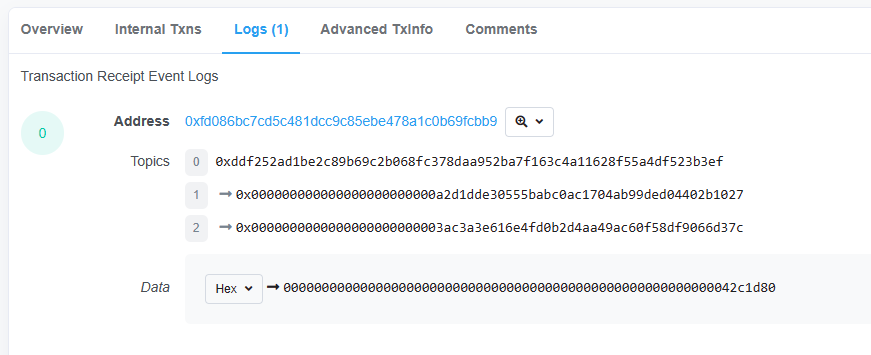 Overview Internal Txns Logs (1) Advanced TxInfo Comments
Transaction Receipt Event Logs
0 Address 0xfd086bc7cd5c481dcc9c85ebe478a1c0b69fcbb9
Topics 0 0xddf252ad1be2c89b69c2b068fc378daa952ba7f163c4a11628f55a4df523b3ef
1 → 0x000000000000000000000000a2d1dde30555babc0ac1704ab99ded04402b1027
2 → 0x0000000000000000000000003ac3a3e616e4fd0b2d4aa49ac60f58df9066d37c
Data Hex → 00000000000000000000000000000000000000000000000000000000042c1d80